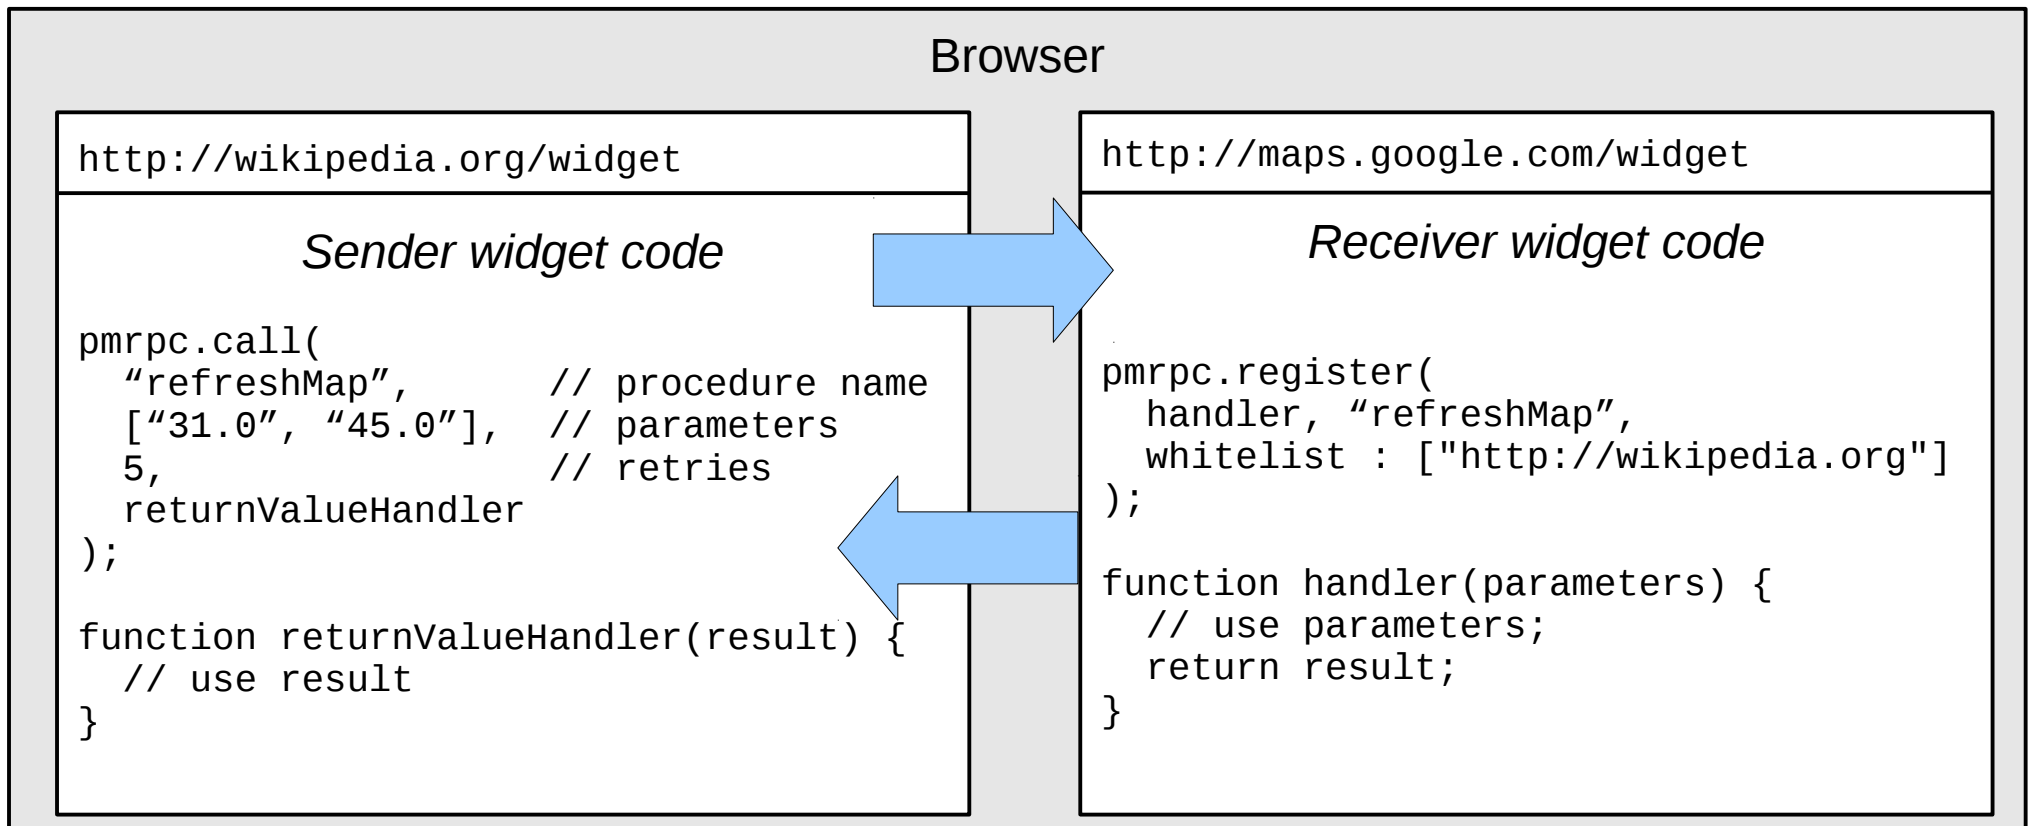 Browser
http://wikipedia.org/widget
Sender widget code
pmrpc.call(
  “refreshMap”,      // procedure name
  [“31.0”, “45.0”],  // parameters
  5,                 // retries
  returnValueHandler
);
function returnValueHandler(result) {
  // use result
}
http://maps.google.com/widget
Receiver widget code
pmrpc.register(
  handler, “refreshMap”,
  whitelist : ["http://wikipedia.org"]
);
function handler(parameters) {
  // use parameters;
  return result;
}